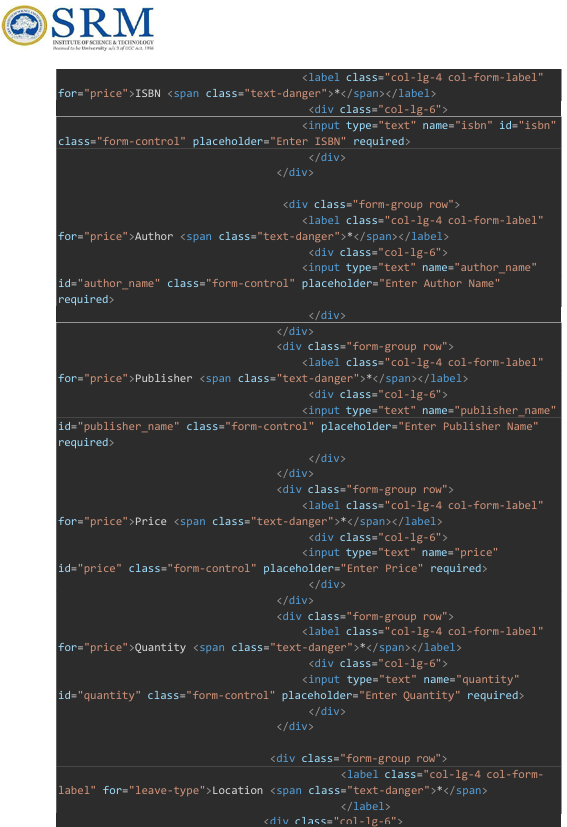 SRM
INSTITUTE OF SCIENCE & TECHNOLOGY
Deemed to be University u/s 3 of UGC Act, 1956
<label class="col-lg-4 col-form-label"
for="price">ISBN <span class="text-danger">*</span></label>
<div class="col-lg-6">
<input type="text" name="isbn" id="isbn"
class="form-control" placeholder="Enter ISBN" required>
</div>
</div>
<div class="form-group row">
<label class="col-lg-4 col-form-label"
for="price">Author <span class="text-danger">*</span></label>
<div class="col-lg-6">
<input type="text" name="author_name"
id="author_name" class="form-control" placeholder="Enter Author Name"
required>
</div>
</div>
<div class="form-group row">
<label class="col-lg-4 col-form-label"
for="price">Publisher <span class="text-danger">*</span></label>
<div class="col-lg-6">
<input type="text" name="publisher_name"
id="publisher_name" class="form-control" placeholder="Enter Publisher Name"
required>
</div>
</div>
<div class="form-group row">
<label class="col-lg-4 col-form-label"
for="price">Price <span class="text-danger">*</span></label>
<div class="col-lg-6">
<input type="text" name="price"
id="price" class="form-control" placeholder="Enter Price" required>
</div>
</div>
<div class="form-group row">
<label class="col-lg-4 col-form-label"
for="price">Quantity <span class="text-danger">*</span></label>
<div class="col-lg-6">
<input type="text" name="quantity"
id="quantity" class="form-control" placeholder="Enter Quantity" required>
</div>
</div>
<div class="form-group row">
<label class="col-lg-4 col-form-
label" for="leave-type">Location <span class="text-danger">*</span>
</label>
<div class="col-lg-6">